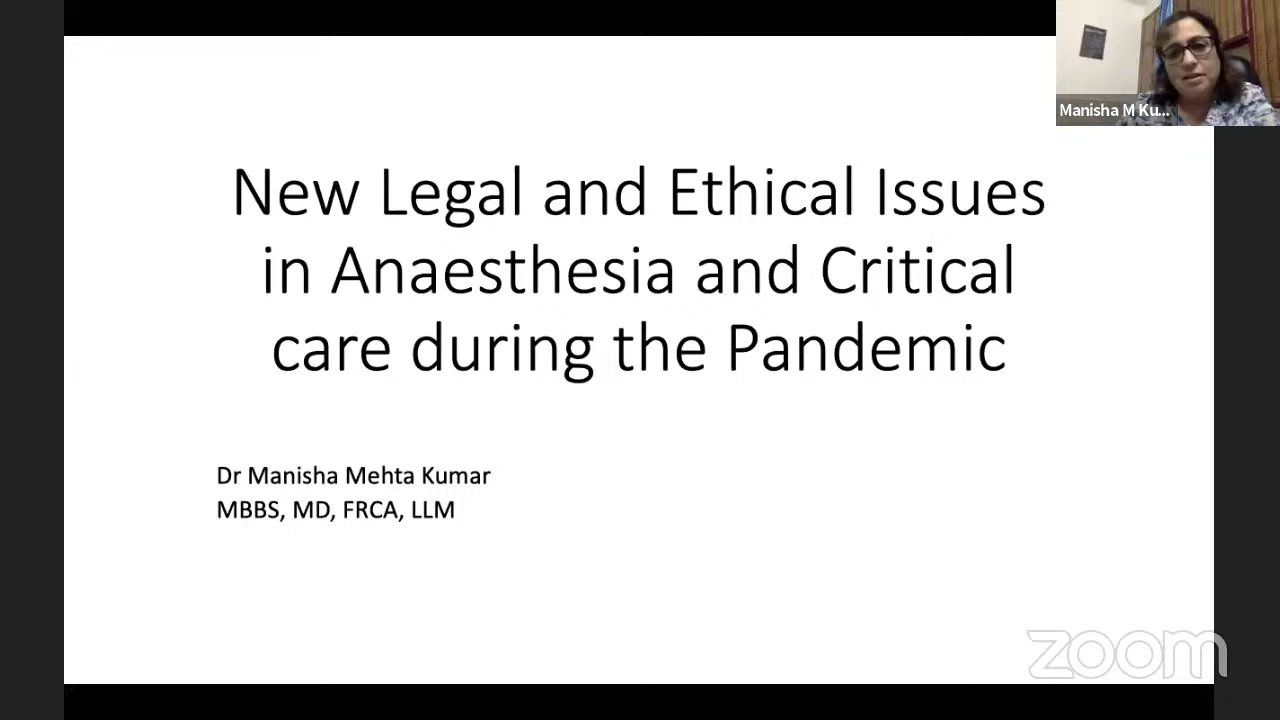 Manisha M Ku...
New Legal and Ethical Issues
in Anaesthesia and Critical
care during the Pandemic
Dr Manisha Mehta Kumar
MBBS, MD, FRCA, LLM
zoom